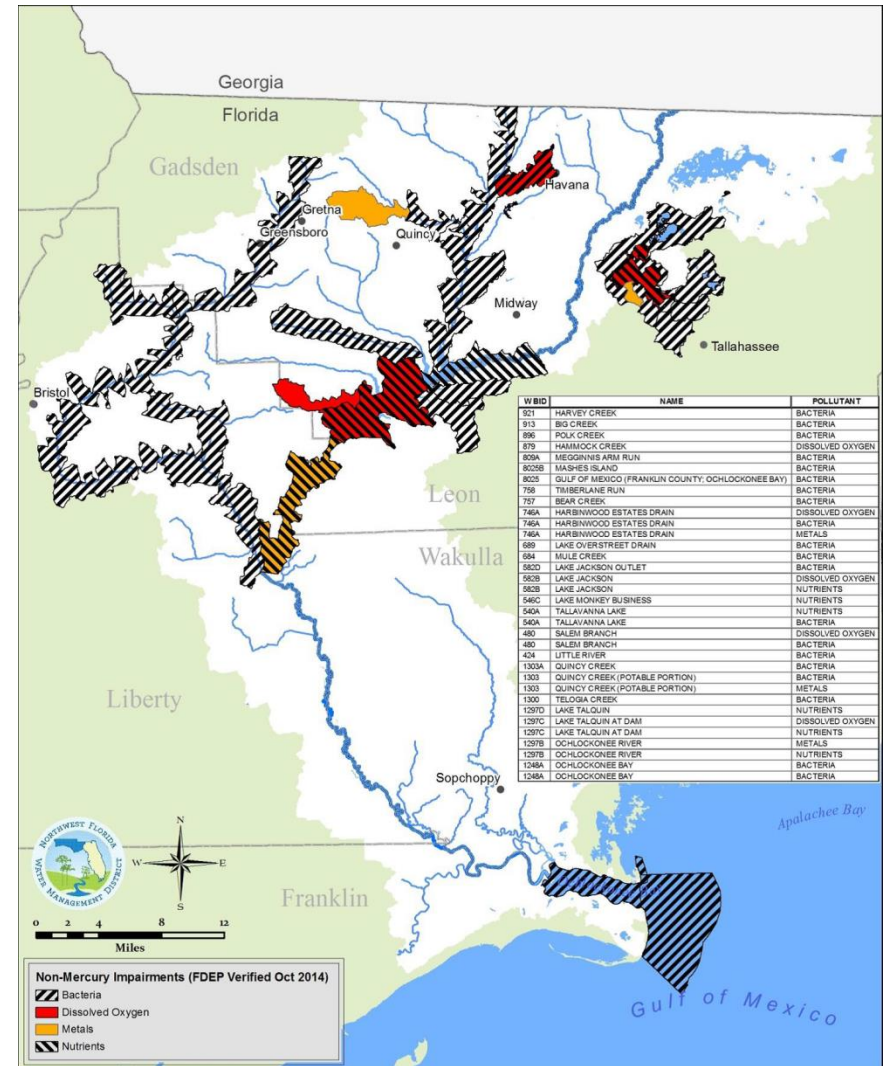 Georgia
Florida
Gadsden
Havana
Gretna
Greensboro
Quincy
Midway
Tallahassee
Bristol
WBID NAME POLLUTANT
921 HARVEY CREEK BACTERIA
913 BIG CREEK BACTERIA
896 POLK CREEK BACTERIA
879 HAMMOCK CREEK DISSOLVED OXYGEN
809A MEGGINNIS ARM RUN BACTERIA
8025B MASHES ISLAND BACTERIA
8025 GULF OF MEXICO (FRANKLIN COUNTY; OCHLOCKONEE BAY) BACTERIA
758 TIMBERLANE RUN BACTERIA
757 BEAR CREEK BACTERIA
746A HARBINWOOD ESTATES DRAIN DISSOLVED OXYGEN
746A HARBINWOOD ESTATES DRAIN BACTERIA
746A HARBINWOOD ESTATES DRAIN METALS
689 LAKE OVERSTREET DRAIN BACTERIA
684 MULE CREEK BACTERIA
582D LAKE JACKSON OUTLET BACTERIA
582B LAKE JACKSON DISSOLVED OXYGEN
582B LAKE JACKSON NUTRIENTS
546C LAKE MONKEY BUSINESS NUTRIENTS
540A TALLAVANNA LAKE NUTRIENTS
540A TALLAVANNA LAKE BACTERIA
480 SALEM BRANCH DISSOLVED OXYGEN
480 SALEM BRANCH BACTERIA
424 LITTLE RIVER BACTERIA
1303A QUINCY CREEK BACTERIA
1303 QUINCY CREEK (POTABLE PORTION) BACTERIA
1303 QUINCY CREEK (POTABLE PORTION) METALS
1300 TELOGIA CREEK BACTERIA
1297D LAKE TALQUIN NUTRIENTS
1297C LAKE TALQUIN AT DAM DISSOLVED OXYGEN
1297C LAKE TALQUIN AT DAM NUTRIENTS
1297B OCHLOCKONEE RIVER METALS
1297B OCHLOCKONEE RIVER NUTRIENTS
1248A OCHLOCKONEE BAY BACTERIA
1248A OCHLOCKONEE BAY BACTERIA
Leon
Wakulla
Liberty
Sopchoppy
Apalachee Bay
Franklin
Gulf of Mexico
NORTHWEST FLORIDA
WATER MANAGEMENT DISTRICT
N
W E
S
0 2 4 8 12
Miles
Non-Mercury Impairments (FDEP Verified Oct 2014)
Bacteria
Dissolved Oxygen
Metals
Nutrients